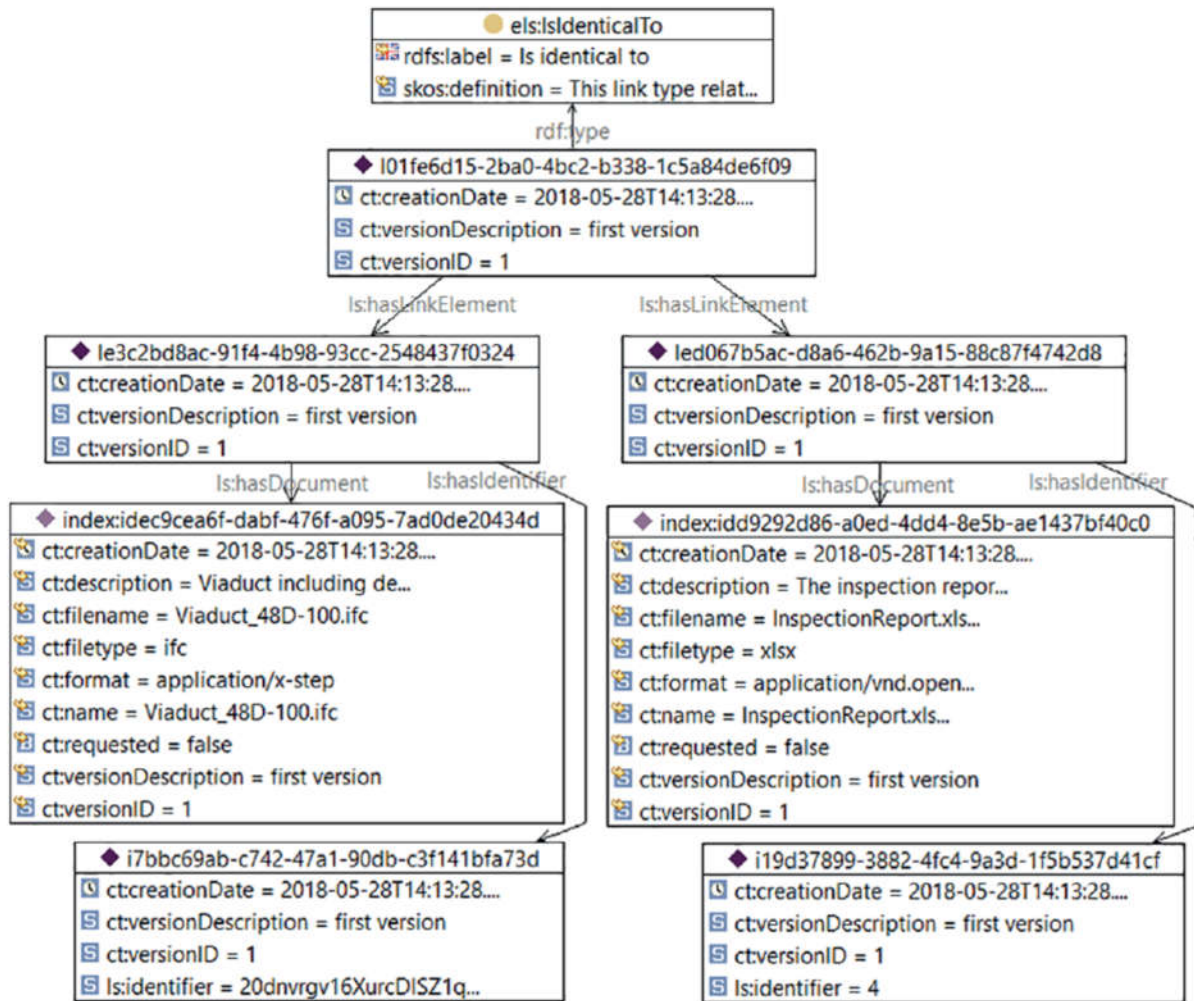 els:IsIdenticalTo
rdfs:label = Is identical to
skos:definition = This link type relat...
rdf:type
l01fe6d15-2ba0-4bc2-b338-1c5a84de6f09
ct:creationDate = 2018-05-28T14:13:28....
ct:versionDescription = first version
ct:versionID = 1
ls:hasLinkElement
ls:hasLinkElement
le3c2bd8ac-91f4-4b98-93cc-2548437f0324
ct:creationDate = 2018-05-28T14:13:28....
ct:versionDescription = first version
ct:versionID = 1
led067b5ac-d8a6-462b-9a15-88c87f4742d8
ct:creationDate = 2018-05-28T14:13:28....
ct:versionDescription = first version
ct:versionID = 1
ls:hasDocument
ls:hasIdentifier
ls:hasDocument
ls:hasIdentifier
index:idec9cea6f-dabf-476f-a095-7ad0de20434d
ct:creationDate = 2018-05-28T14:13:28....
ct:description = Viaduct including de...
ct:filename = Viaduct_48D-100.ifc
ct:filetype = ifc
ct:format = application/x-step
ct:name = Viaduct_48D-100.ifc
ct:requested = false
ct:versionDescription = first version
ct:versionID = 1
index:idd9292d86-a0ed-4dd4-8e5b-ae1437bf40c0
ct:creationDate = 2018-05-28T14:13:28....
ct:description = The inspection repor...
ct:filename = InspectionReport.xls...
ct:filetype = xlsx
ct:format = application/vnd.open...
ct:name = InspectionReport.xls...
ct:requested = false
ct:versionDescription = first version
ct:versionID = 1
i7bbc69ab-c742-47a1-90db-c3f141bfa73d
ct:creationDate = 2018-05-28T14:13:28....
ct:versionDescription = first version
ct:versionID = 1
ls:identifier = 20dnvrgv16XurcDlSZ1q...
i19d37899-3882-4fc4-9a3d-1f5b537d41cf
ct:creationDate = 2018-05-28T14:13:28....
ct:versionDescription = first version
ct:versionID = 1
ls:identifier = 4